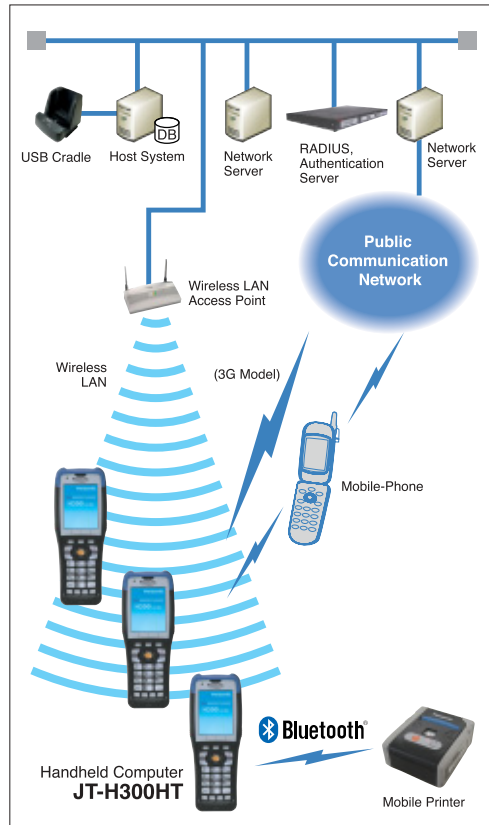 DB
USB Cradle
Host System
Network
Server
RADIUS,
Authentication
Server
Network
Server
Public
Communication
Network
Wireless LAN
Access Point
Wireless
LAN
(3G Model)
Mobile-Phone
Bluetooth®
Handheld Computer
JT-H300HT
Mobile Printer